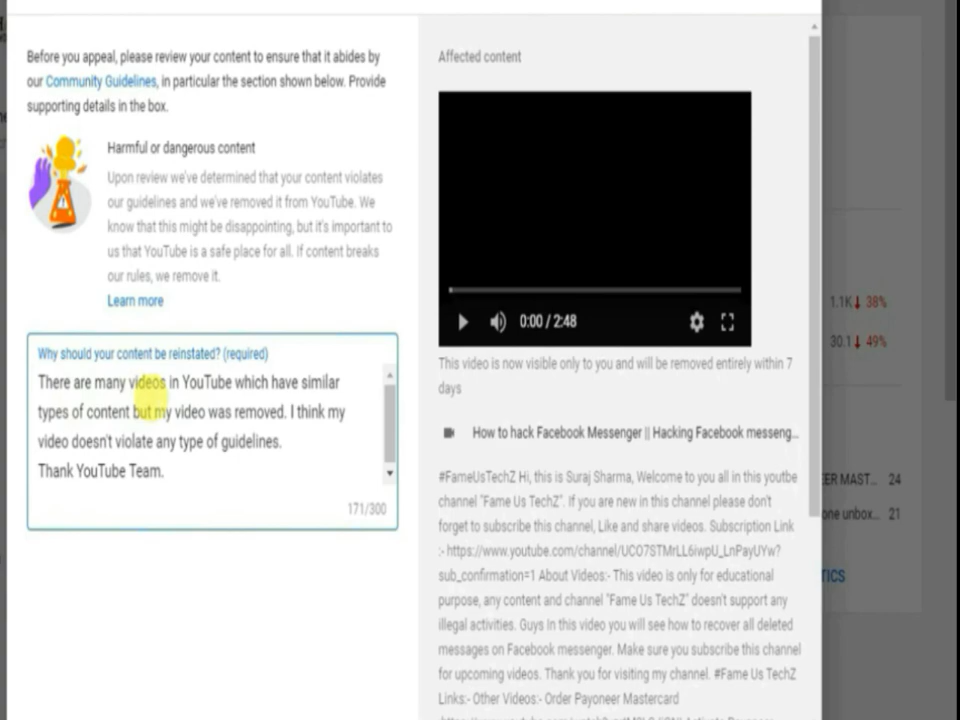 Before you appeal, please review your content to ensure that it abides by
our Community Guidelines, in particular the section shown below. Provide
supporting details in the box.
Harmful or dangerous content
Upon review we've determined that your content violates
our guidelines and we've removed it from YouTube. We
know that this might be disappointing, but it's important to
us that YouTube is a safe place for all. If content breaks
our rules, we remove it.
Learn more
Why should your content be reinstated? (required)
There are many videos in YouTube which have similar
types of content but my video was removed. I think my
video doesn't violate any type of guidelines.
Thank YouTube Team.
171/300
Affected content
0:00 / 2:48
This video is now visible only to you and will be removed entirely within 7
days
How to hack Facebook Messenger || Hacking Facebook messeng...
#FameUsTechZ Hi, this is Suraj Sharma, Welcome to you all in this youtbe
channel "Fame Us TechZ". If you are new in this channel please don't
forget to subscribe this channel, Like and share videos. Subscription Link
:- https://www.youtube.com/channel/UCO7STMrLL6iwpU_LnPayUYw?
sub_confirmation=1 About Videos:- This video is only for educational
purpose, any content and channel "Fame Us TechZ" doesn't support any
illegal activities. Guys In this video you will see how to recover all deleted
messages on Facebook messenger. Make sure you subscribe this channel
for upcoming videos. Thank you for visiting my channel. #Fame Us TechZ
Links:- Other Videos:- Order Payoneer Mastercard
1.1K 38%
30.1 49%
ER MAST... 24
one unbox... 21
TICS